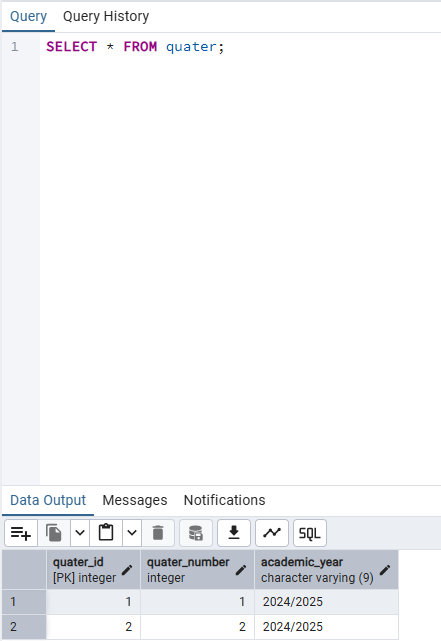 Query Query History
1 SELECT * FROM quater;
Data Output Messages Notifications
SQL
quater_id quater_number academic_year
[PK] integer integer character varying (9)
1 1 1 2024/2025
2 2 2 2024/2025